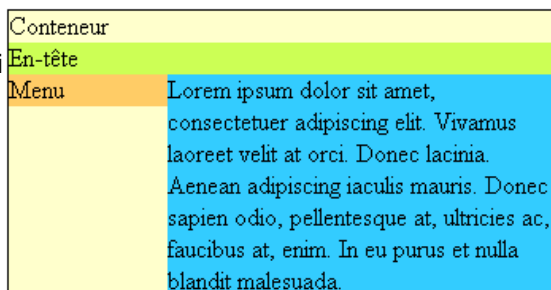 Conteneur
En-tête
Menu
Lorem ipsum dolor sit amet,
consectetuer adipiscing elit. Vivamus
laoreet velit at orci. Donec lacinia.
Aenean adipiscing iaculis mauris. Donec
sapien odio, pellentesque at, ultricies ac,
faucibus at, enim. In eu purus et nulla
blandit malesuada.